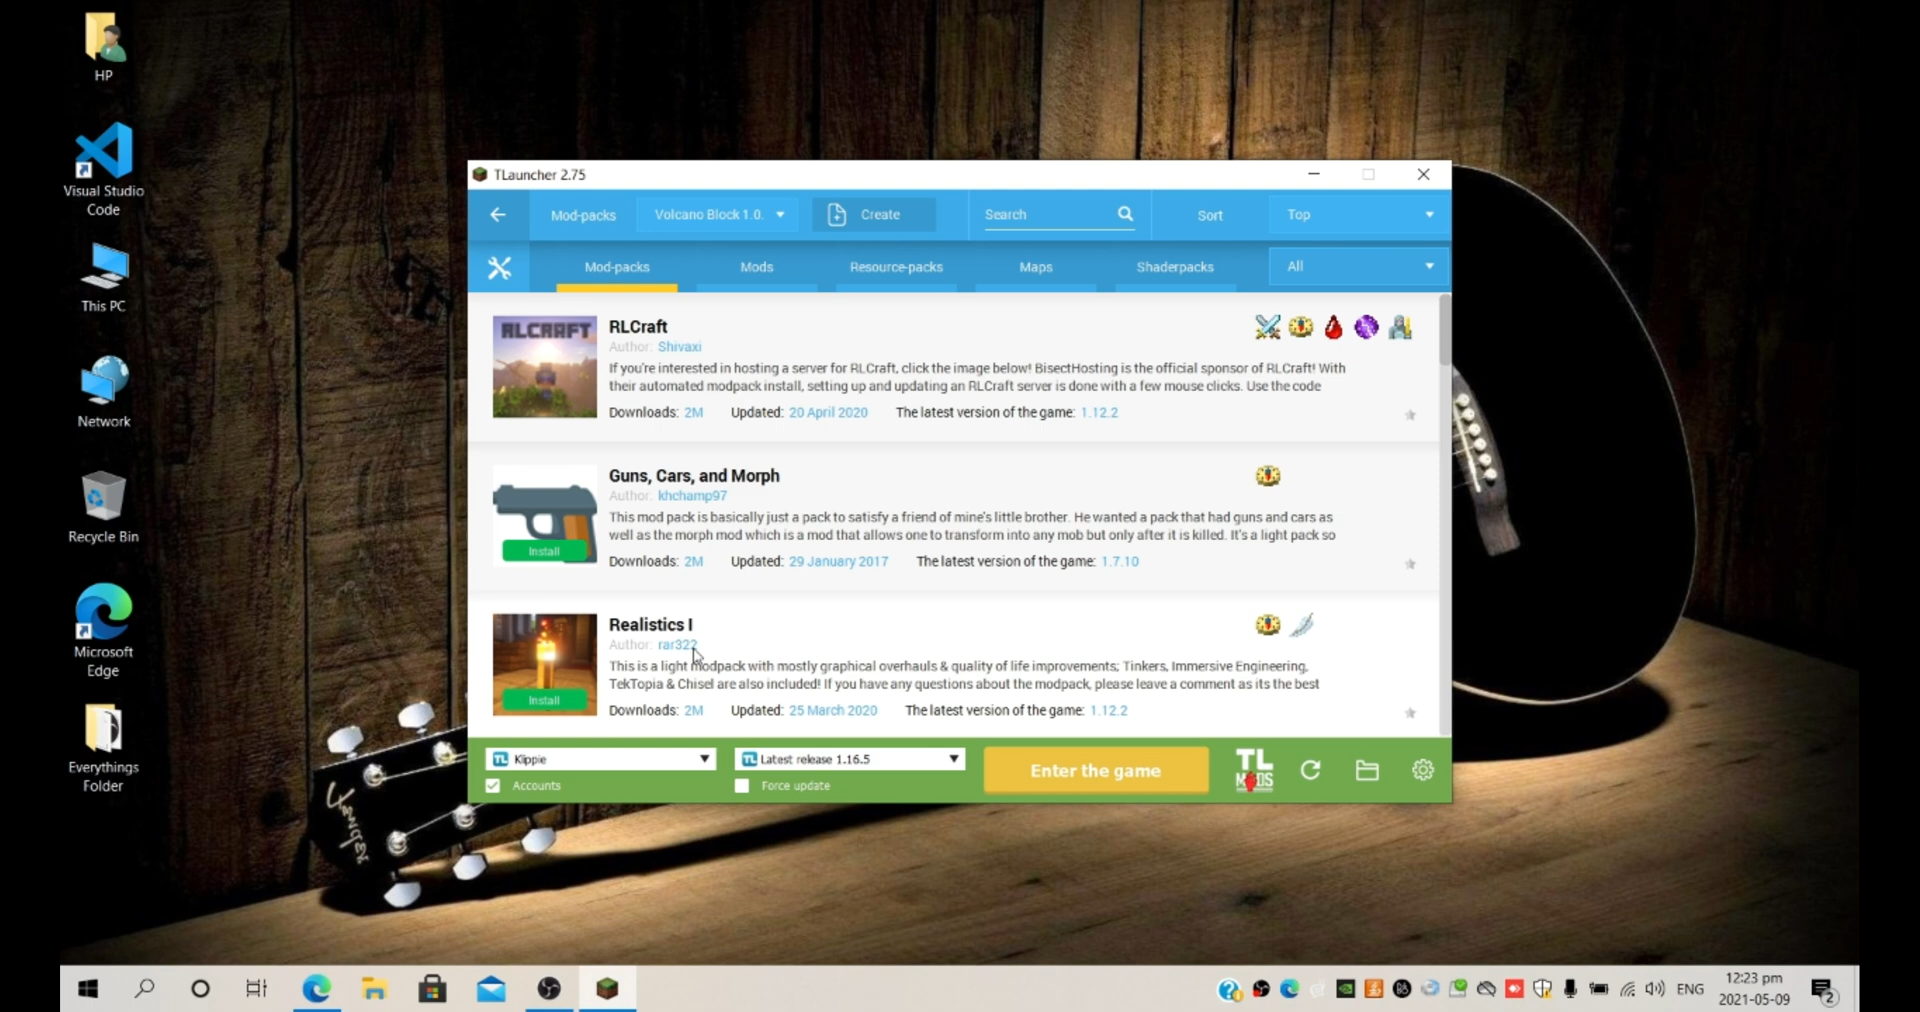 HP
Visual Studio
Code
This PC
Network
Recycle Bin
Microsoft
Edge
Everythings
Folder
TLauncher 2.75
Mod-packs
Volcano Block 1.0.
Create
Search
Sort
Top
Mod-packs
Mods
Resource-packs
Maps
Shaderpacks
All
RLCRAFT
RLCraft
Author: Shivaxi
If you're interested in hosting a server for RLCraft, click the image below! BisectHosting is the official sponsor of RLCraft! With
their automated modpack install, setting up and updating an RLCraft server is done with a few mouse clicks. Use the code
Downloads: 2M Updated: 20 April 2020 The latest version of the game: 1.12.2
Guns, Cars, and Morph
Author: khchamp97
This mod pack is basically just a pack to satisfy a friend of mine's little brother. He wanted a pack that had guns and cars as
well as the morph mod which is a mod that allows one to transform into any mob but only after it is killed. It's a light pack so
Install
Downloads: 2M Updated: 29 January 2017 The latest version of the game: 1.7.10
Realistics I
Author: rar322
This is a light modpack with mostly graphical overhauls & quality of life improvements; Tinkers, Immersive Engineering,
TekTopia & Chisel are also included! If you have any questions about the modpack, please leave a comment as its the best
Install
Downloads: 2M Updated: 25 March 2020 The latest version of the game: 1.12.2
TL Klippie
TL Latest release 1.16.5
Enter the game
TL
MODS
Accounts
Force update
Fender
ENG
12:23 pm
2021-05-09
2